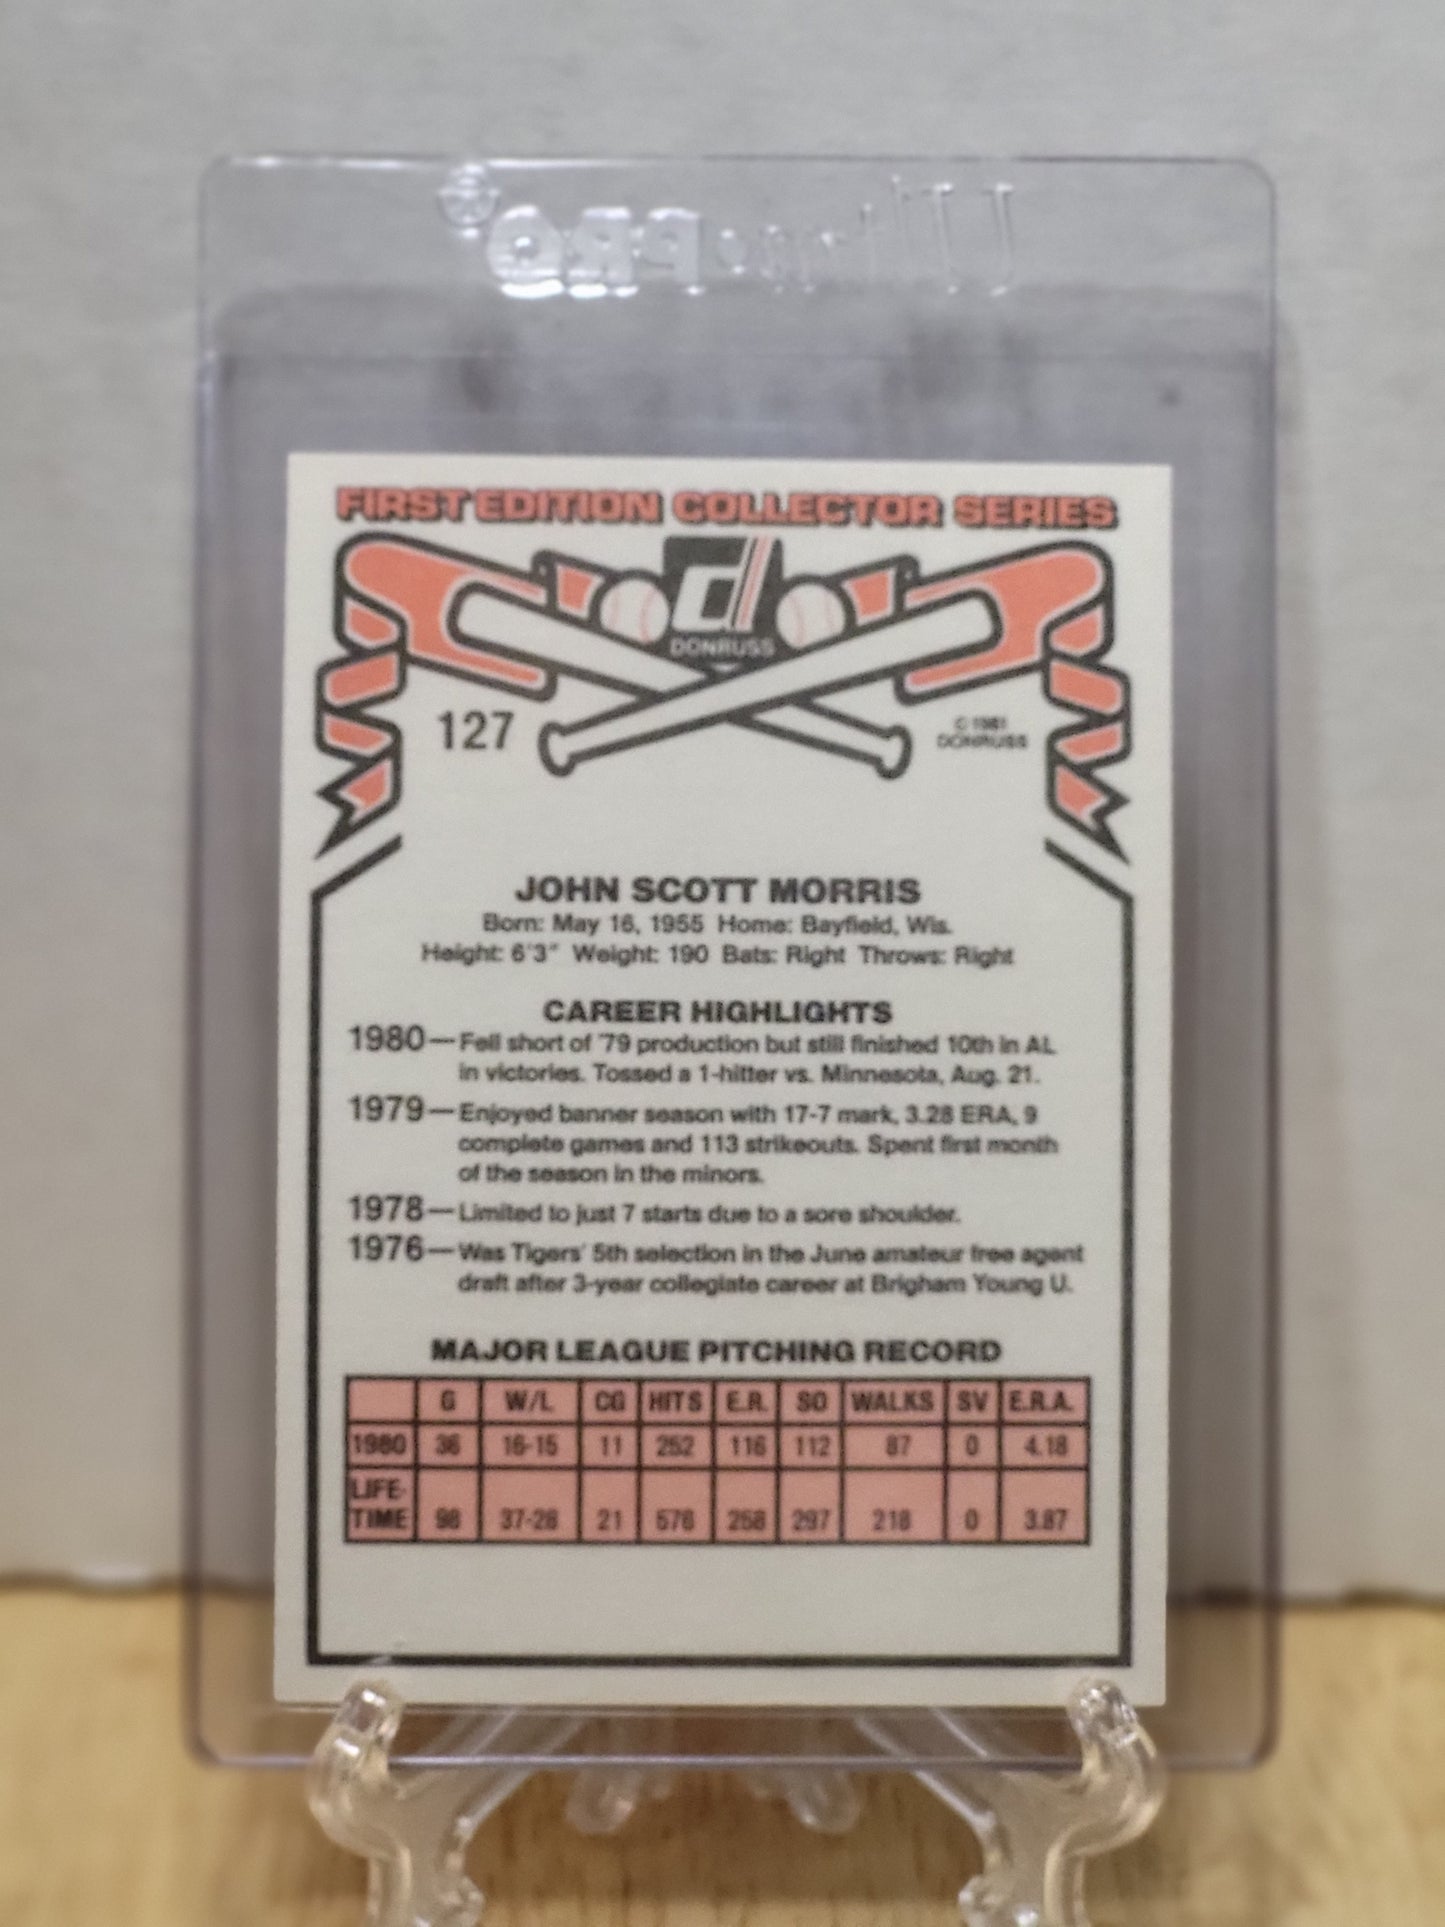 Ultra•PRO®
FIRST EDITION COLLECTOR SERIES
d
DONRUSS
127
© 1981
DONRUSS
JOHN SCOTT MORRIS
Born: May 16, 1955 Home: Bayfield, Wis.
Height: 6'3" Weight: 190 Bats: Right Throws: Right
CAREER HIGHLIGHTS
1980—Fell short of '79 production but still finished 10th in AL
in victories. Tossed a 1-hitter vs. Minnesota, Aug. 21.
1979—Enjoyed banner season with 17-7 mark, 3.28 ERA, 9
complete games and 113 strikeouts. Spent first month
of the season in the minors.
1978—Limited to just 7 starts due to a sore shoulder.
1976—Was Tigers' 5th selection in the June amateur free agent
draft after 3-year collegiate career at Brigham Young U.
MAJOR LEAGUE PITCHING RECORD
G W/L CG HITS E.R. SO WALKS SV E.R.A.
1980 36 16-15 11 252 116 112 87 0 4.18
LIFE-
TIME 98 37-28 21 576 258 297 218 0 3.87